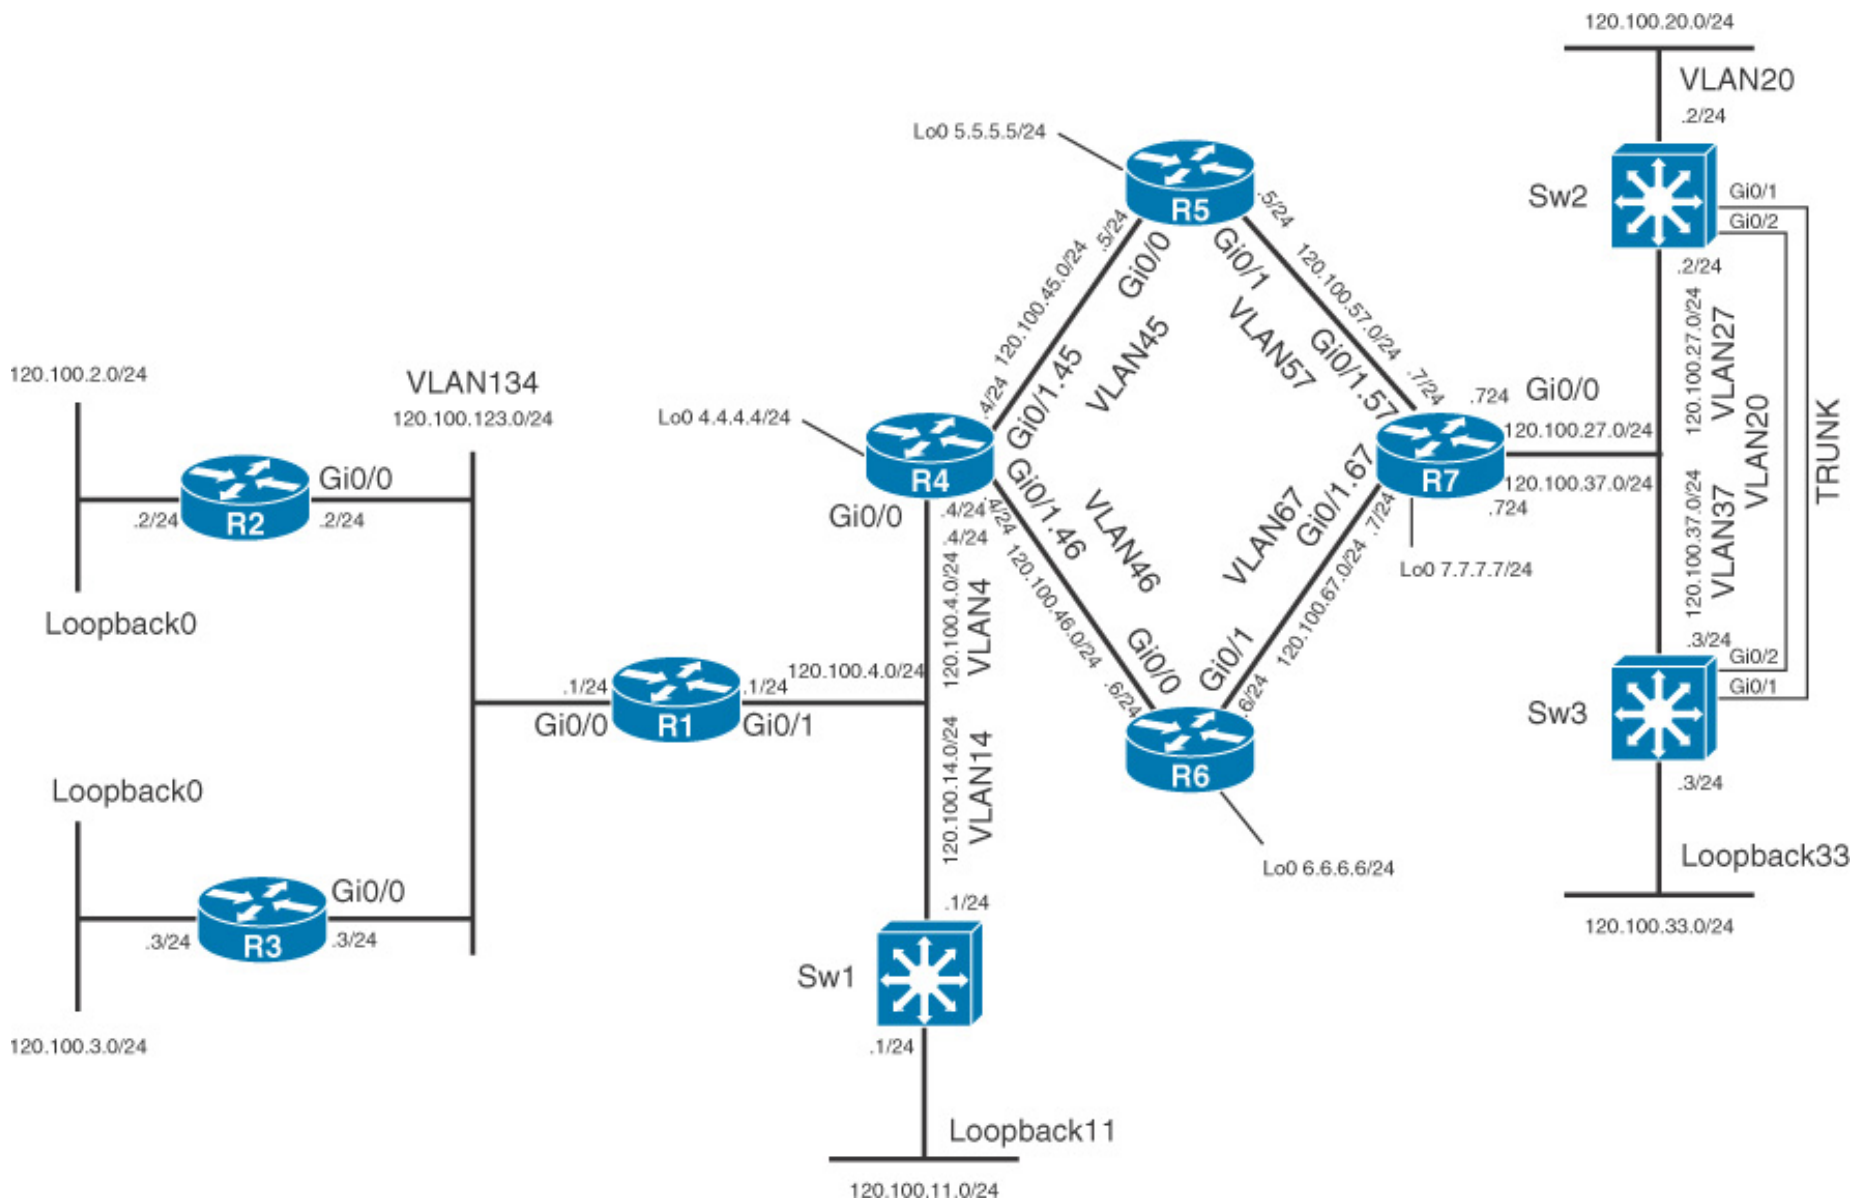 120.100.20.0/24
VLAN20
.2/24
Sw2
Gi0/1
Gi0/2
.2/24
120.100.27.0/24
VLAN27
VLAN20
TRUNK
120.100.37.0/24
VLAN37
.3/24
Gi0/2
Gi0/1
Sw3
.3/24
Loopback33
120.100.33.0/24
Lo0 5.5.5.5/24
R5
.5/24
Gi0/0
120.100.45.0/24
VLAN45
.4/24
Gi0/1.45
.5/24
Gi0/1
120.100.57.0/24
VLAN57
Gi0/1.57
.7/24
.724
Gi0/0
120.100.27.0/24
R7
120.100.37.0/24
.724
Lo0 7.7.7.7/24
Lo0 4.4.4.4/24
R4
Gi0/0
.4/24
.4/24
120.100.4.0/24
VLAN4
.4/24
Gi0/1.46
VLAN46
120.100.46.0/24
Gi0/0
.6/24
VLAN67
Gi0/1.67
.7/24
120.100.67.0/24
Gi0/1
.6/24
R6
Lo0 6.6.6.6/24
120.100.2.0/24
VLAN134
120.100.123.0/24
Gi0/0
.2/24
R2
.2/24
Loopback0
.1/24
Gi0/0
R1
.1/24
Gi0/1
120.100.4.0/24
120.100.14.0/24
VLAN14
Loopback0
Gi0/0
.3/24
R3
.3/24
120.100.3.0/24
.1/24
Sw1
.1/24
Loopback11
120.100.11.0/24